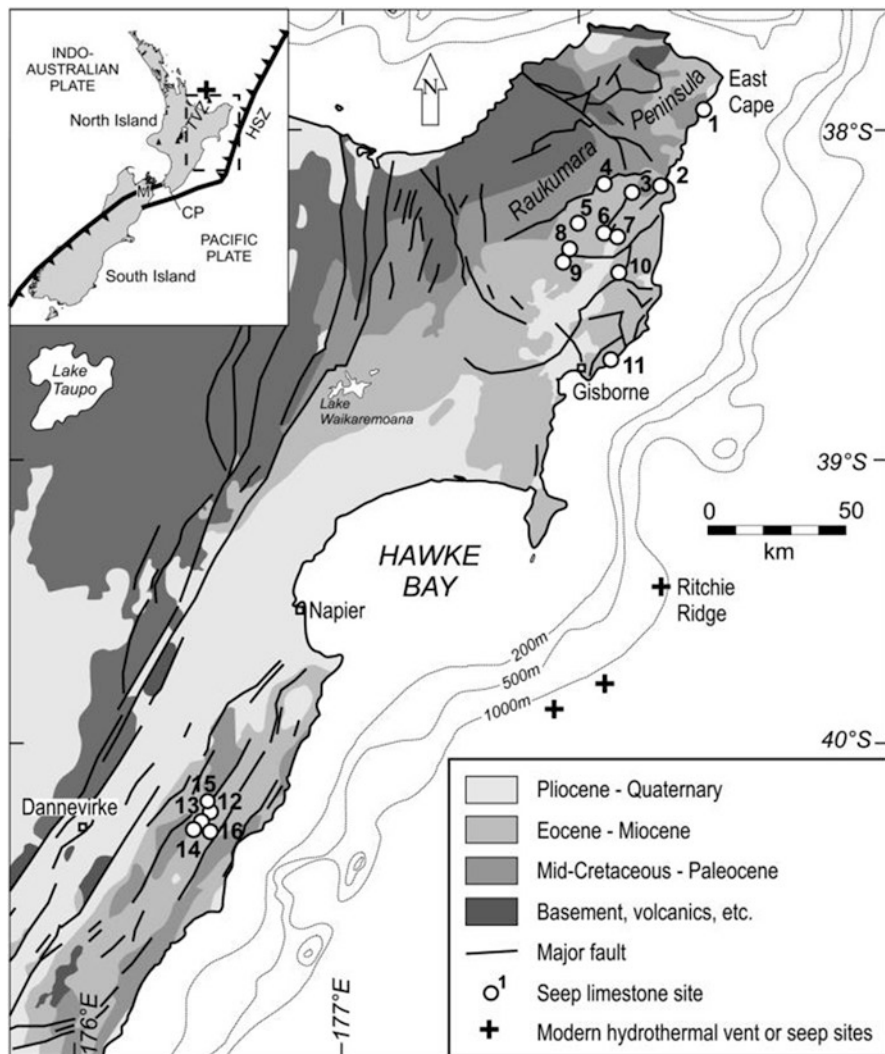 INDO-
AUSTRALIAN
PLATE
North Island
TVZ
HSZ
M
CP
PACIFIC
PLATE
South Island
N
East
Cape
Raukumara
Peninsula
1
38°S
2
3
4
5
6
7
8
9
10
11
Gisborne
Lake
Taupo
Lake
Waikaremoana
39°S
0 50
km
HAWKE
BAY
Napier
Ritchie
Ridge
200m
500m
1000m
40°S
Dannevirke
15
13 12
14 16
176°E
177°E
Pliocene - Quaternary
Eocene - Miocene
Mid-Cretaceous - Paleocene
Basement, volcanics, etc.
Major fault
1
Seep limestone site
Modern hydrothermal vent or seep sites